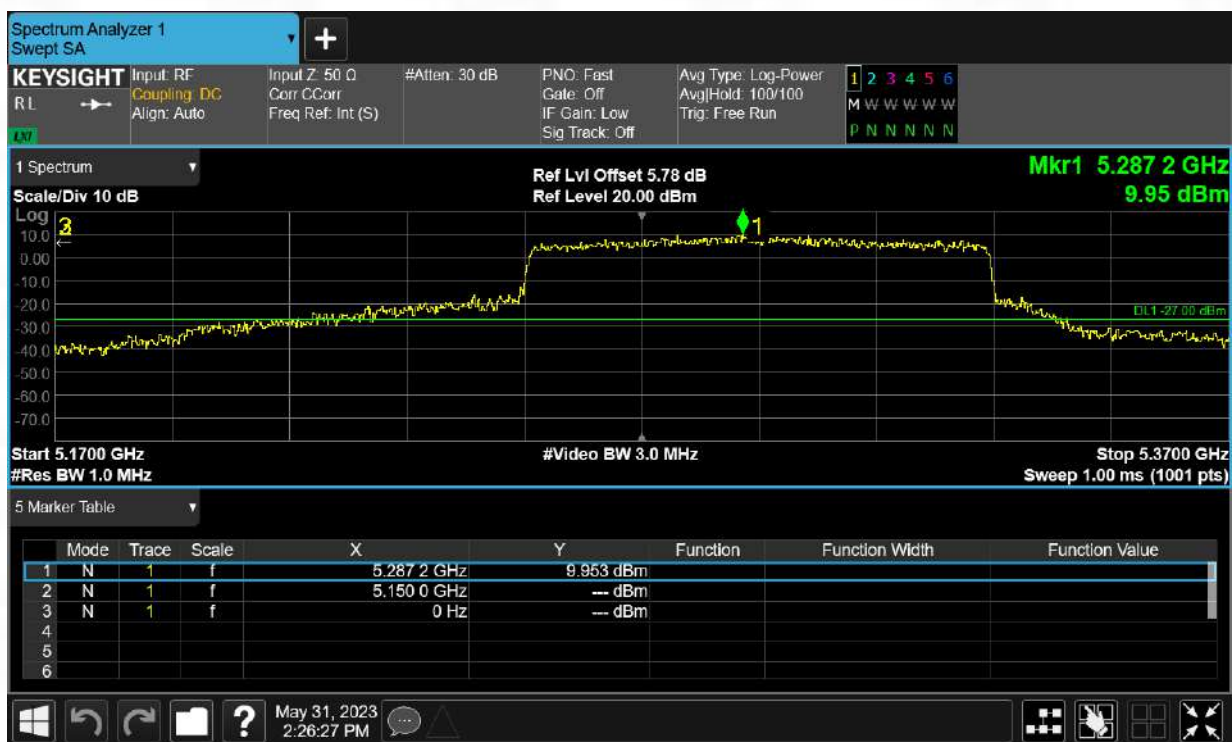 Spectrum Analyzer 1
Swept SA
+
KEYSIGHT
RL
LXI
Input: RF
Coupling: DC
Align: Auto
Input Z: 50 Ω
Corr CCorr
Freq Ref: Int (S)
#Atten: 30 dB
PNO: Fast
Gate: Off
IF Gain: Low
Sig Track: Off
Avg Type: Log-Power
Avg|Hold: 100/100
Trig: Free Run
1 2 3 4 5 6
M W W W W W
P N N N N N
1 Spectrum
Scale/Div 10 dB
Ref Lvl Offset 5.78 dB
Ref Level 20.00 dBm
Mkr1 5.287 2 GHz
9.95 dBm
Log
10.0
0.00
-10.0
-20.0
-30.0
-40.0
-50.0
-60.0
-70.0
1
DL1 -27.00 dBm
Start 5.1700 GHz
#Video BW 3.0 MHz
Stop 5.3700 GHz
#Res BW 1.0 MHz
Sweep 1.00 ms (1001 pts)
5 Marker Table
Mode Trace Scale X Y Function Function Width Function Value
1 N 1 f 5.287 2 GHz 9.953 dBm
2 N 1 f 5.150 0 GHz --- dBm
3 N 1 f 0 Hz --- dBm
4
5
6
?
May 31, 2023
2:26:27 PM